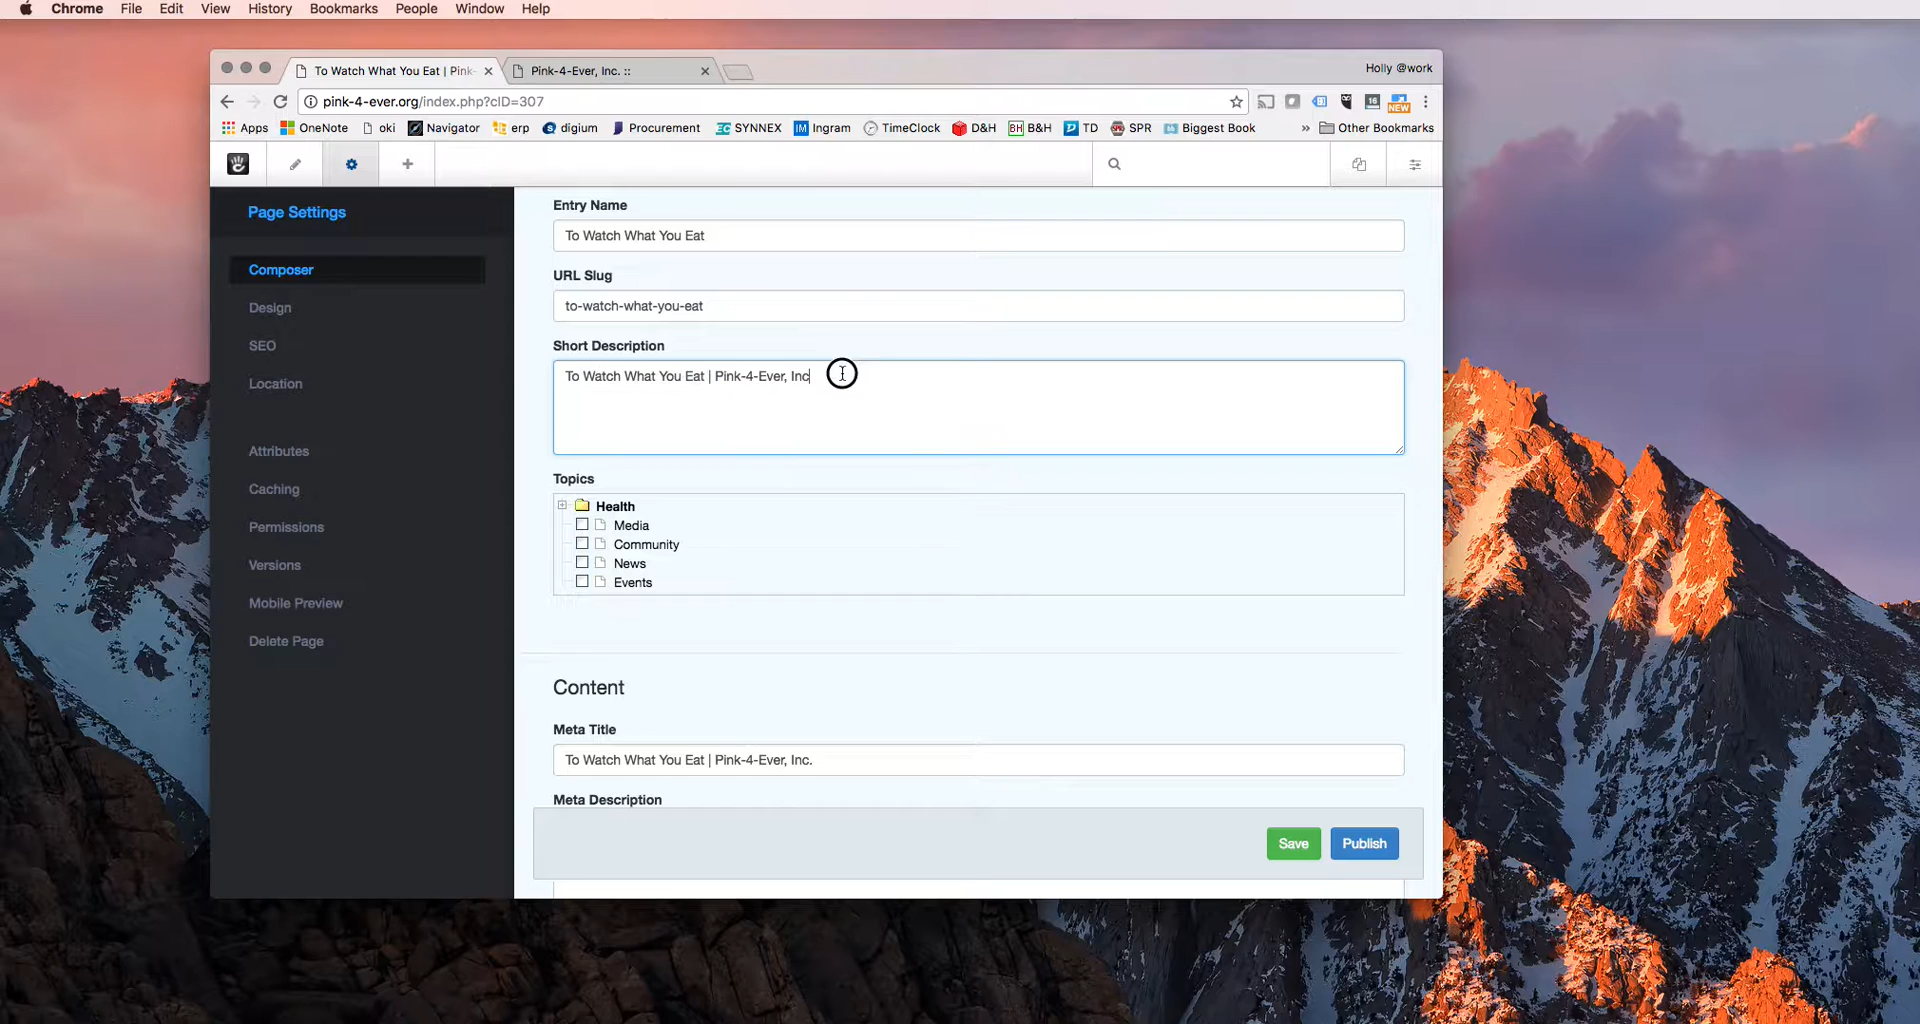 Chrome File Edit View History Bookmarks People Window Help
To Watch What You Eat | Pink- Pink-4-Ever, Inc. :: Holly @work
pink-4-ever.org/index.php?cID=307
NEW
Apps OneNote oki Navigator erp digium Procurement SYNNEX Ingram TimeClock D&H B&H TD SPR Biggest Book » Other Bookmarks
Page Settings
Composer
Design
SEO
Location
Attributes
Caching
Permissions
Versions
Mobile Preview
Delete Page
Entry Name
To Watch What You Eat
URL Slug
to-watch-what-you-eat
Short Description
To Watch What You Eat | Pink-4-Ever, Inc
Topics
Health
Media
Community
News
Events
Content
Meta Title
To Watch What You Eat | Pink-4-Ever, Inc.
Meta Description
Save Publish